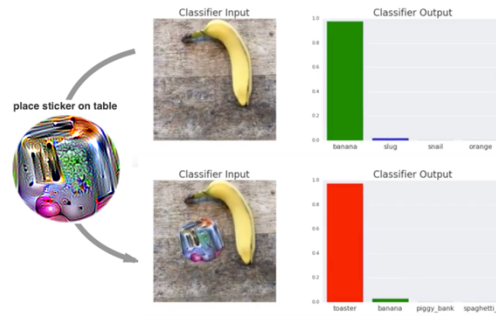 Classifier Input
Classifier Output
1.0
0.8
0.6
0.4
0.2
0.0
banana slug snail orange
place sticker on table
Classifier Input
Classifier Output
1.0
0.8
0.6
0.4
0.2
0.0
toaster banana piggy_bank spaghetti_